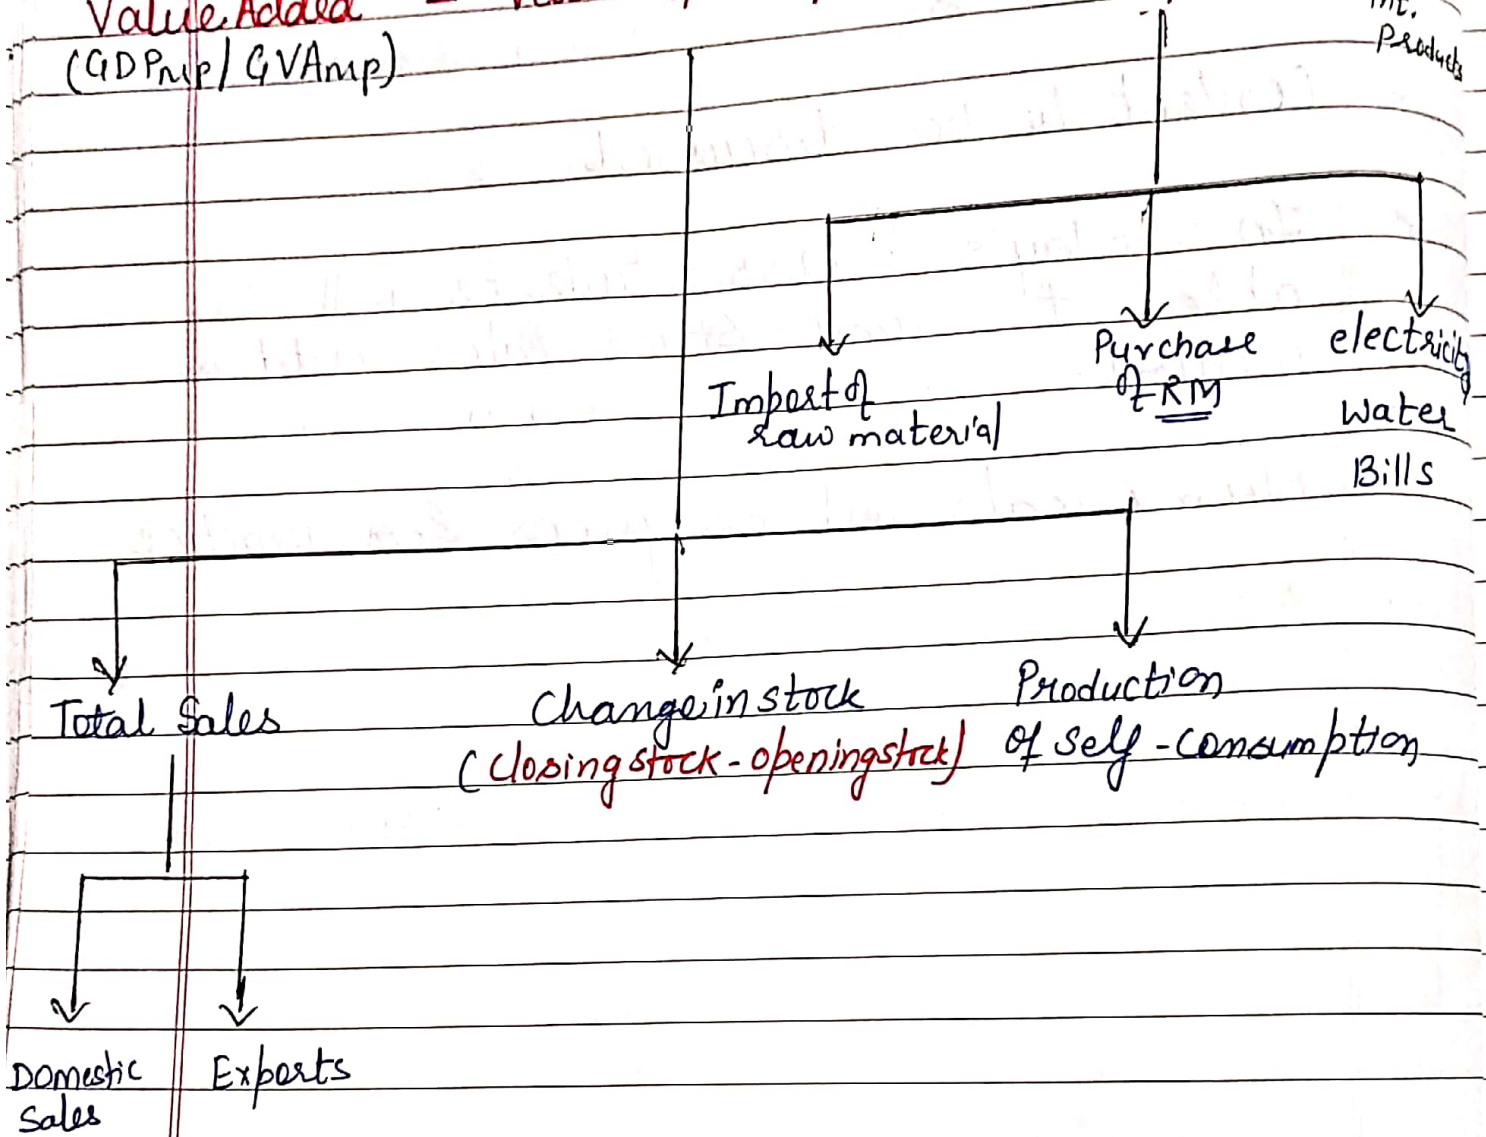 Value Added
Int.
Products
(GDPmp/GVAmp)
Import of
raw material
Purchase
of RM
electricity
Water
Bills
Total Sales
Change in stock
(Closing stock - opening stock)
Production
of Self-consumption
Domestic
Sales
Exports